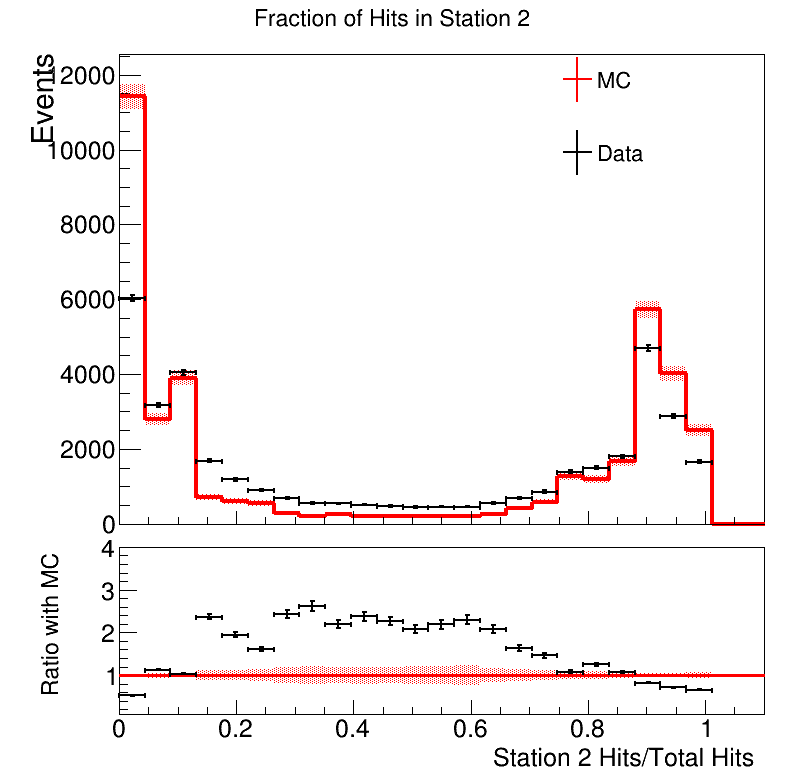 Fraction of Hits in Station 2
Events
12000
10000
8000
6000
4000
2000
0
MC
Data
Ratio with MC
4
3
2
1
0
0.2
0.4
0.6
0.8
1
Station 2 Hits/Total Hits